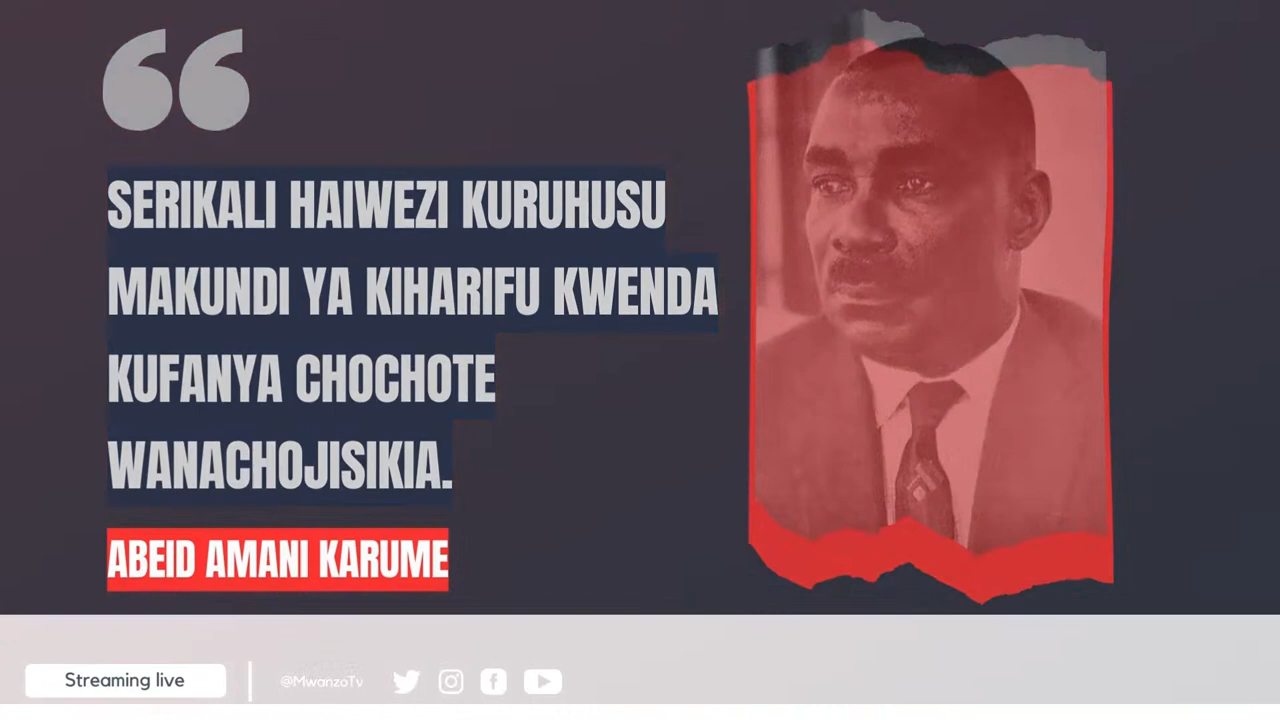 SERIKALI HAIWEZI KURUHUSU
MAKUNDI YA KIHARIFU KWENDA
KUFANYA CHOCHOTE
WANACHOJISIKIA.
ABEID AMANI KARUME
Streaming live
@MwanzoTv